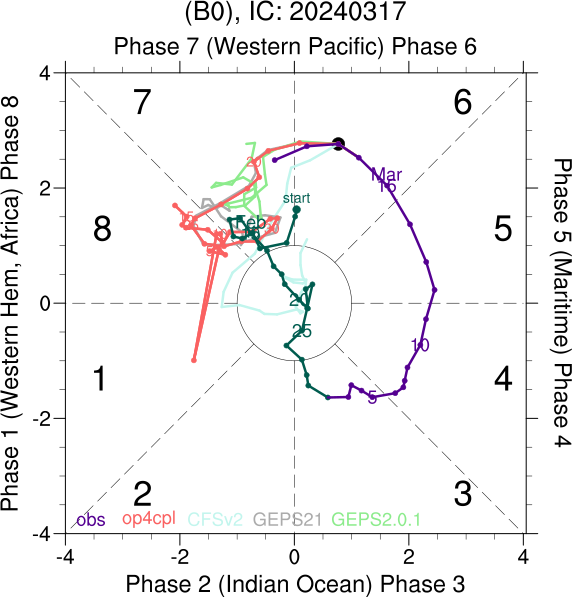 (B0), IC: 20240317
Phase 7 (Western Pacific) Phase 6
4
7
6
Mar
15
20
start
Feb
8
5
2
Phase 1 (Western Hem, Africa) Phase 8
Phase 5 (Maritime) Phase 4
0
20
25
10
1
4
5
-2
2
3
obs
op4cpl
CFSv2
GEPS21
GEPS2.0.1
-4
-4
-2
0
2
4
Phase 2 (Indian Ocean) Phase 3